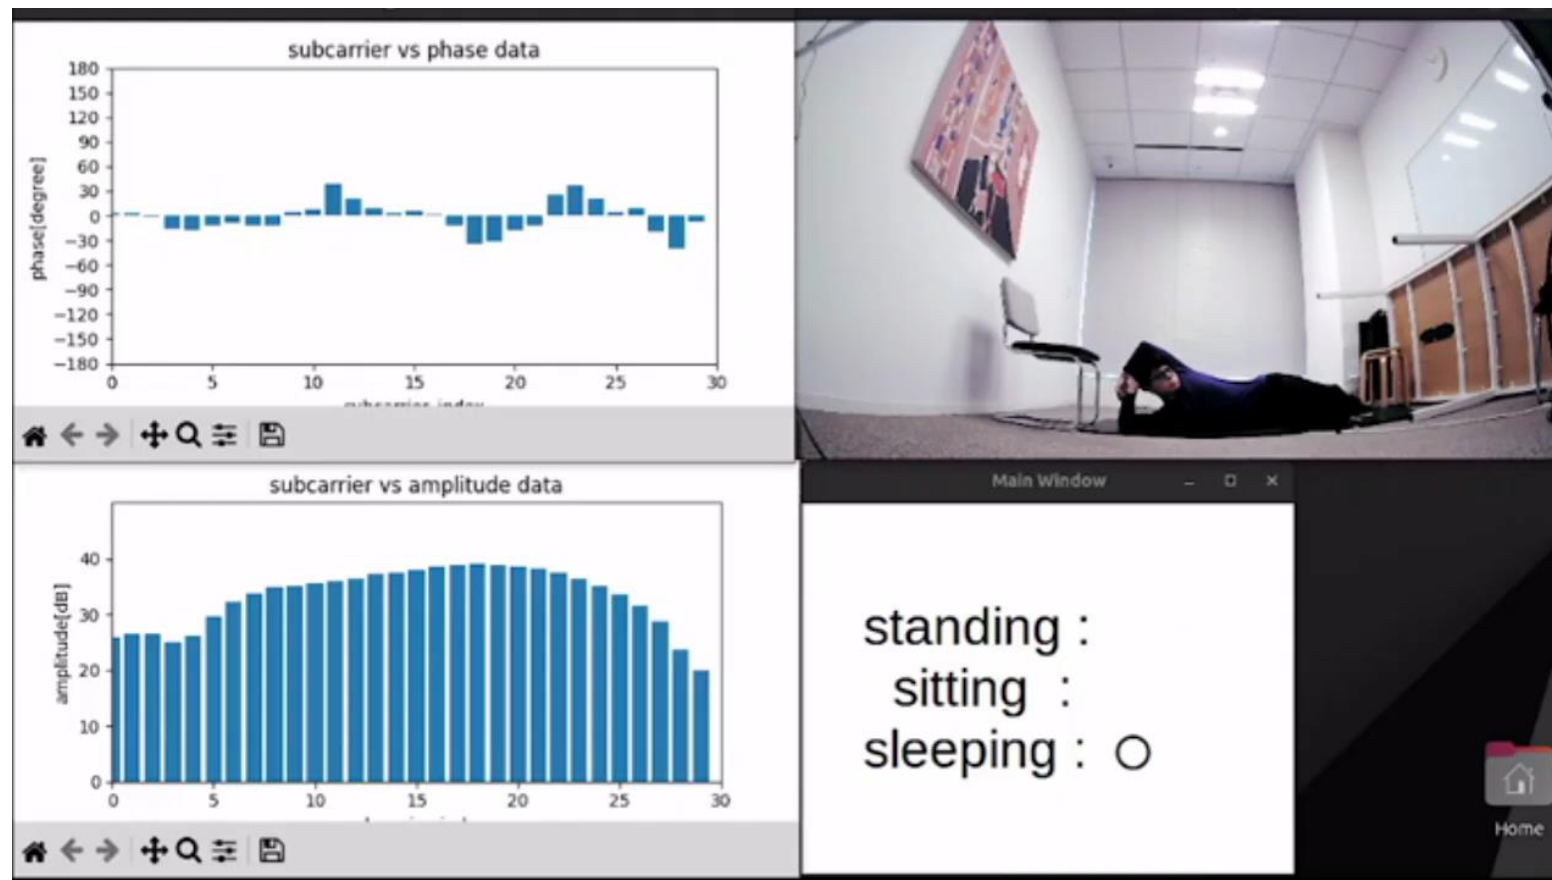 subcarrier vs phase data
180
150
120
90
60
30
0
−30
−60
−90
−120
−150
−180
phase[degree]
0 5 10 15 20 25 30
subcarrier index
subcarrier vs amplitude data
40
30
20
10
0
amplitude[dB]
0 5 10 15 20 25 30
Main Window
standing :
sitting :
sleeping : ○
Home